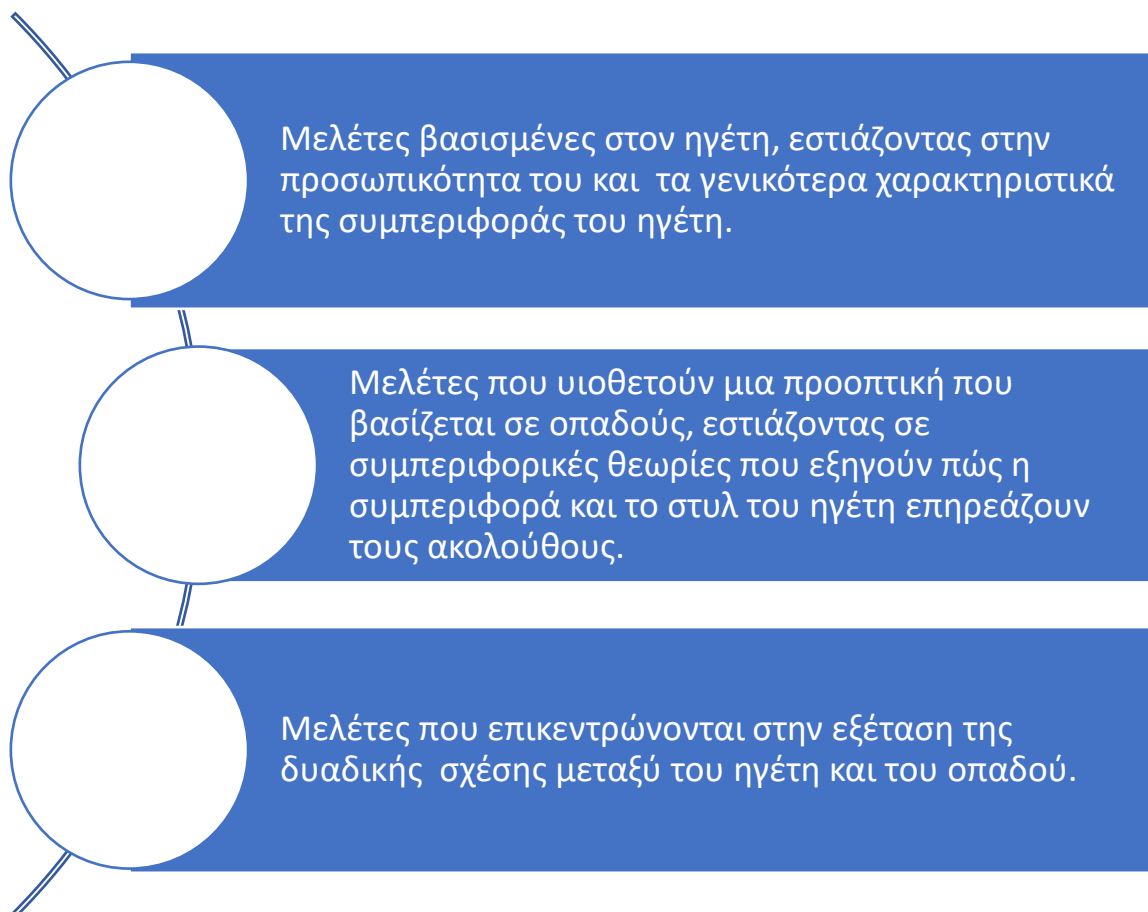 Μελέτες βασισμένες στον ηγέτη, εστιάζοντας στην
προσωπικότητα του και  τα γενικότερα χαρακτηριστικά
της συμπεριφοράς του ηγέτη.
Μελέτες που υιοθετούν μια προοπτική που
βασίζεται σε οπαδούς, εστιάζοντας σε
συμπεριφορικές θεωρίες που εξηγούν πώς η
συμπεριφορά και το στυλ του ηγέτη επηρεάζουν
τους ακολούθους.
Μελέτες που επικεντρώνονται στην εξέταση της
δυαδικής  σχέσης μεταξύ του ηγέτη και του οπαδού.